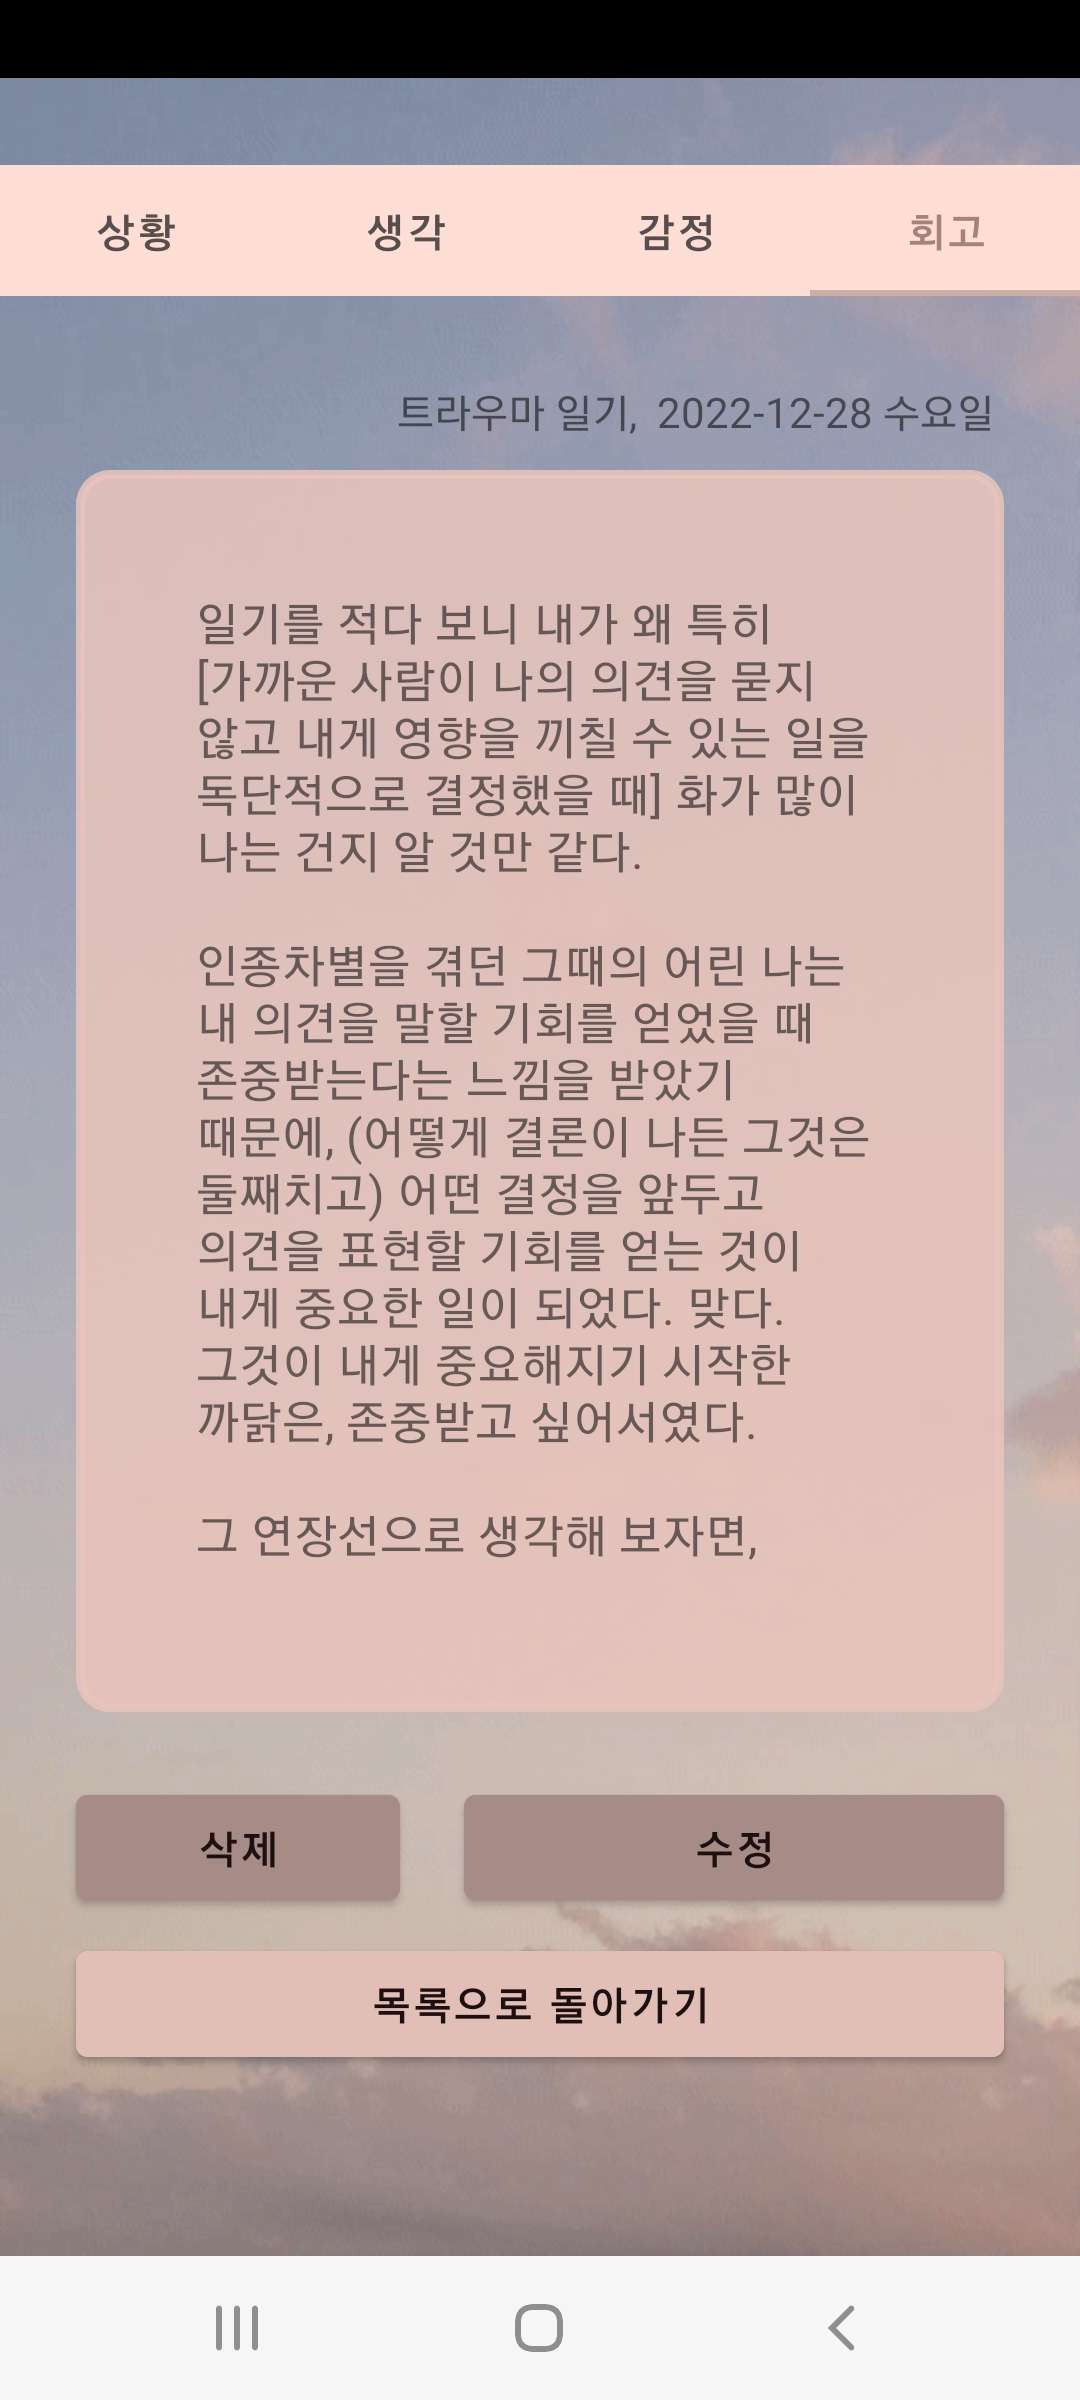 상황 생각 감정 회고
트라우마 일기, 2022-12-28 수요일
일기를 적다 보니 내가 왜 특히
[가까운 사람이 나의 의견을 묻지
않고 내게 영향을 끼칠 수 있는 일을
독단적으로 결정했을 때] 화가 많이
나는 건지 알 것만 같다.
인종차별을 겪던 그때의 어린 나는
내 의견을 말할 기회를 얻었을 때
존중받는다는 느낌을 받았기
때문에, (어떻게 결론이 나든 그것은
둘째치고) 어떤 결정을 앞두고
의견을 표현할 기회를 얻는 것이
내게 중요한 일이 되었다. 맞다.
그것이 내게 중요해지기 시작한
까닭은, 존중받고 싶어서였다.
그 연장선으로 생각해 보자면,
삭제 수정
목록으로 돌아가기